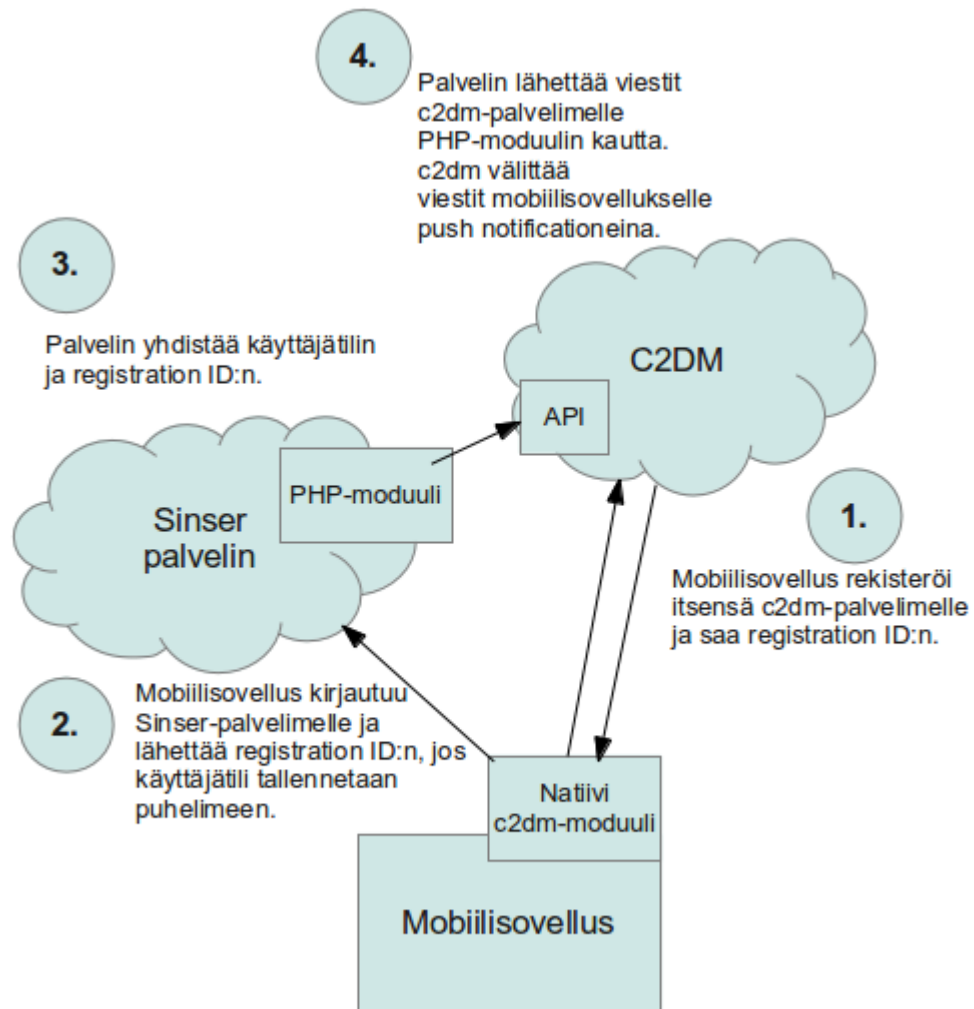 4.
Palvelin lähettää viestit
c2dm-palvelimelle
PHP-moduulin kautta.
c2dm välittää
viestit mobiilisovellukselle
push notificationeina.
3.
Palvelin yhdistää käyttäjätilin
ja registration ID:n.
C2DM
API
PHP-moduuli
Sinser
palvelin
1.
Mobiilisovellus rekisteröi
itsensä c2dm-palvelimelle
ja saa registration ID:n.
2.
Mobiilisovellus kirjautuu
Sinser-palvelimelle ja
lähettää registration ID:n, jos
käyttäjätili tallennetaan
puhelimeen.
Natiivi
c2dm-moduuli
Mobiilisovellus